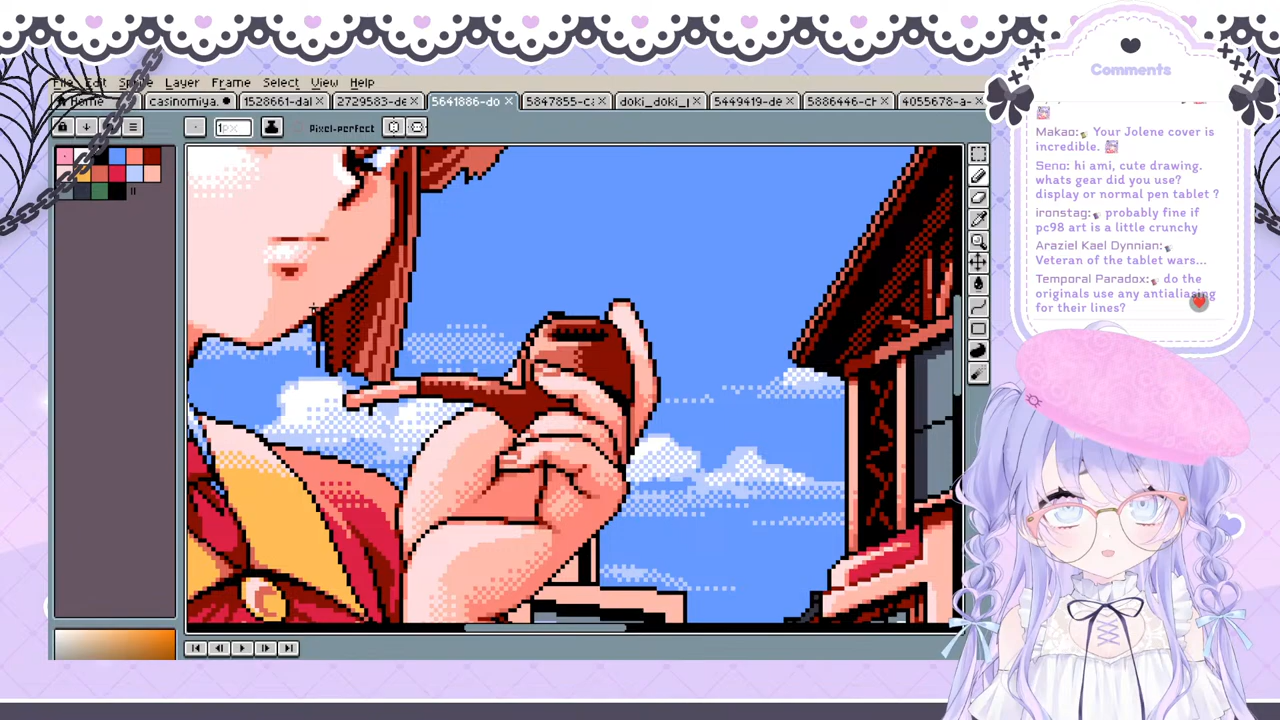 File Edit Sprite Layer Frame Select View Help
Home casinomiya. 1528661-dal 2729583-de 5641886-do 5847855-ca doki_doki_ 5449419-de 5886446-ch 4055678-a-
1px Pixel-perfect
Comments
Makao: Your Jolene cover is
incredible.
Seno: hi ami, cute drawing.
whats gear did you use?
display or normal pen tablet ?
ironstag: probably fine if
pc98 art is a little crunchy
Araziel Kael Dynnian:
Veteran of the tablet wars...
Temporal Paradox: do the
originals use any antialiasing
for their lines?